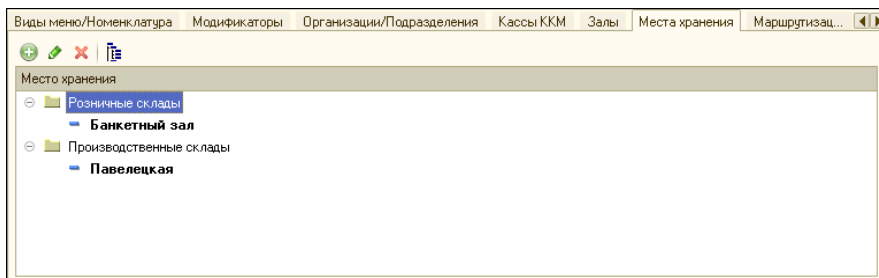 Виды меню/Номенклатура Модификаторы Организации/Подразделения Кассы ККМ Залы Места хранения Маршрутизац...
Место хранения
Розничные склады
Банкетный зал
Производственные склады
Павелецкая